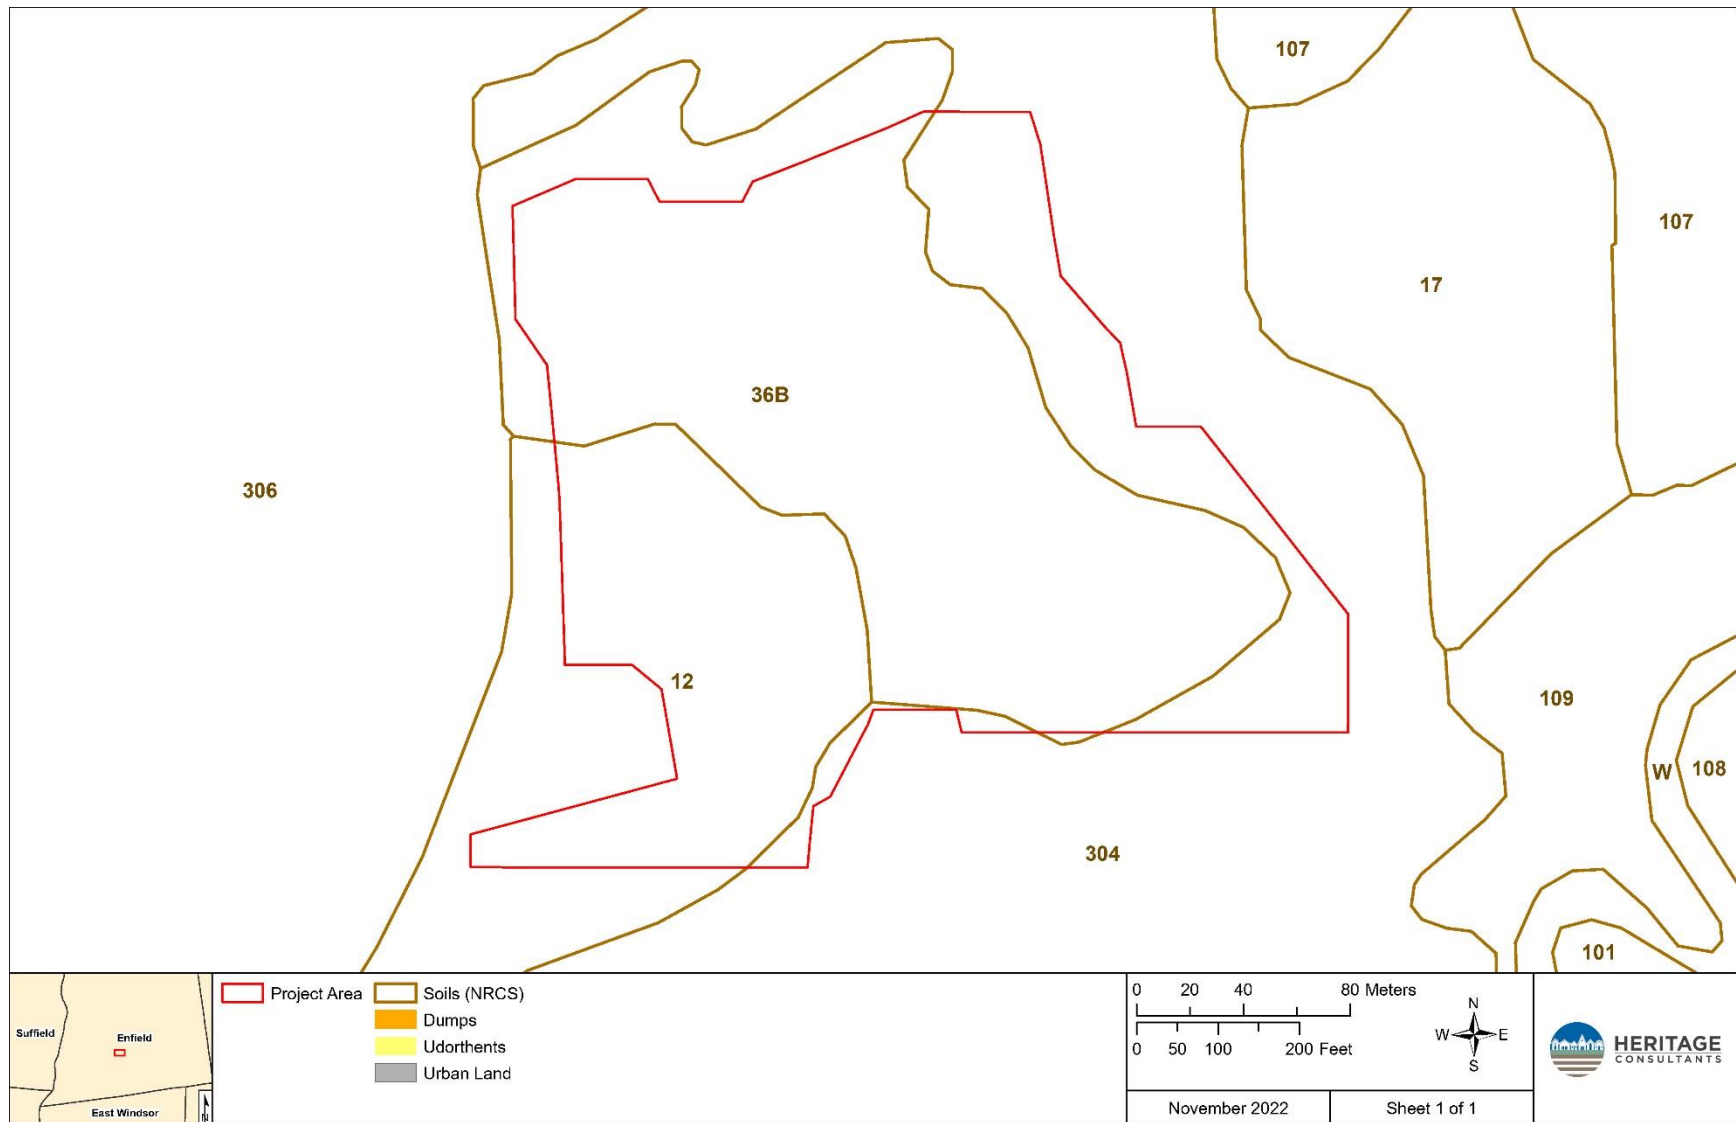 107
107
17
36B
306
12
109
W
108
304
101
Suffield
Enfield
East Windsor
N
Project Area
Soils (NRCS)
Dumps
Udorthents
Urban Land
0 20 40 80 Meters
0 50 100 200 Feet
N
W E
S
November 2022
Sheet 1 of 1
HERITAGE
CONSULTANTS